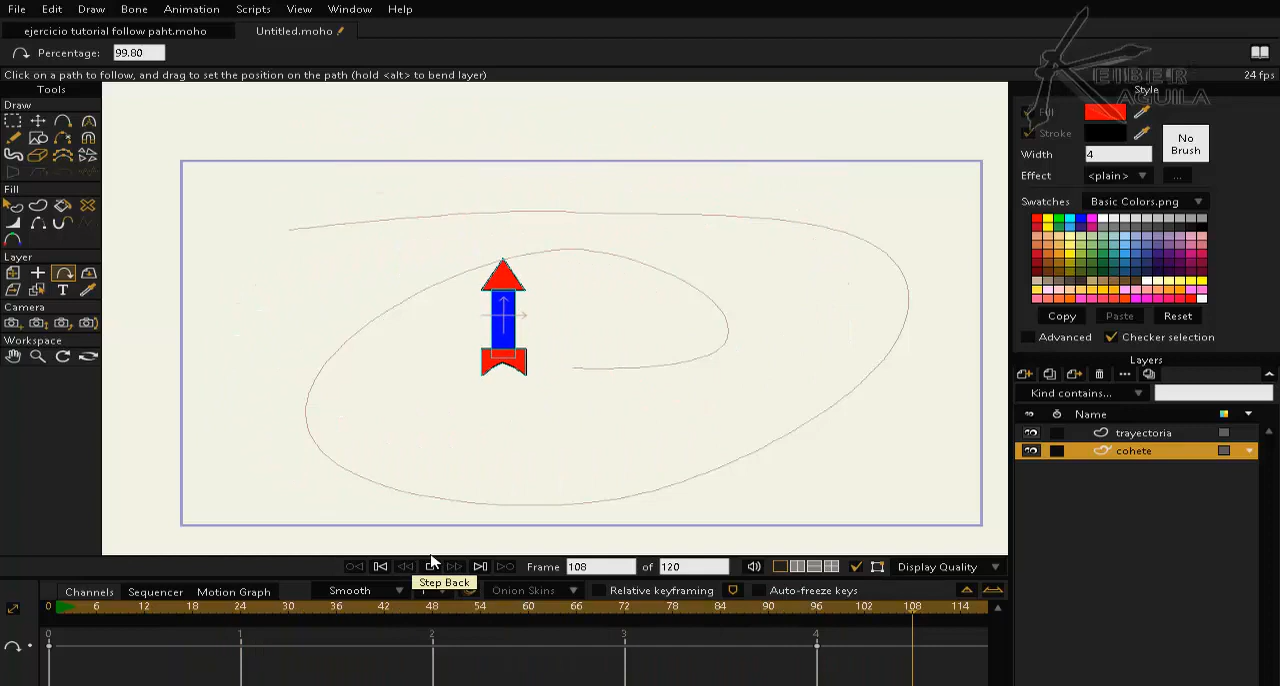 File Edit Draw Bone Animation Scripts View Window Help
ejercicio tutorial follow paht.moho Untitled.moho
Percentage: 99.80
Click on a path to follow, and drag to set the position on the path (hold <alt> to bend layer) 24 fps
KEIBER
AGUILA
Tools Style
Draw
Fill
Stroke
No
Brush
Width 4
Effect <plain> ...
Fill
Swatches Basic Colors.png
Layer
T
Camera
Copy Paste Reset
Workspace
Advanced Checker selection
Layers
Kind contains...
Name
trayectoria
cohete
Frame 108 of 120 Display Quality
Step Back
Channels Sequencer Motion Graph Smooth 1 Onion Skins Relative keyframing Auto-freeze keys
0 6 12 18 24 30 36 42 48 54 60 66 72 78 84 90 96 102 108 114
0 1 2 3 4